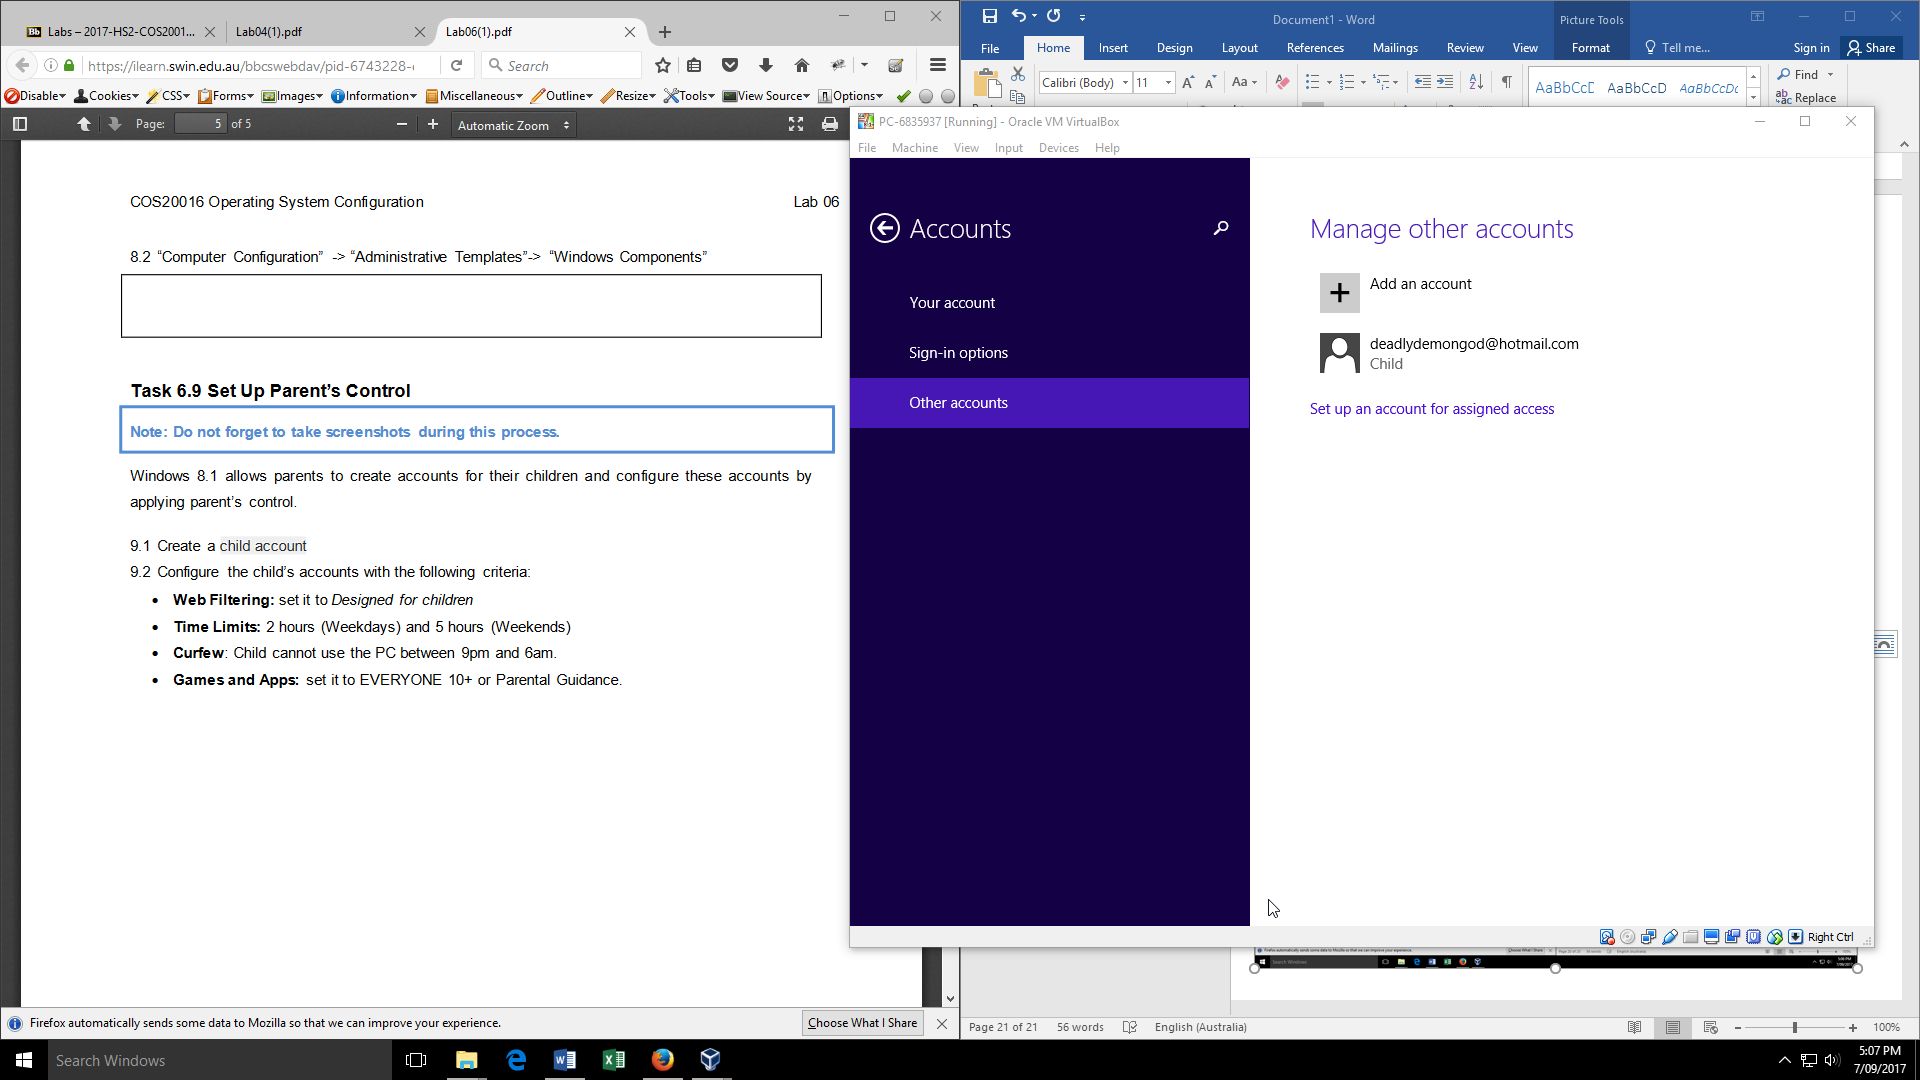 Labs – 2017-HS2-COS2001...
Lab04(1).pdf
Lab06(1).pdf
https://ilearn.swin.edu.au/bbcswebdav/pid-6743228-
Search
Disable
Cookies
CSS
Forms
Images
Information
Miscellaneous
Outline
Resize
Tools
View Source
Options
Page:
5
of 5
Automatic Zoom
COS20016 Operating System Configuration
Lab 06
8.2 “Computer Configuration” -> “Administrative Templates”-> “Windows Components”
Task 6.9 Set Up Parent’s Control
Note: Do not forget to take screenshots during this process.
Windows 8.1 allows parents to create accounts for their children and configure these accounts by
applying parent’s control.
9.1 Create a child account
9.2 Configure the child’s accounts with the following criteria:
• Web Filtering: set it to Designed for children
• Time Limits: 2 hours (Weekdays) and 5 hours (Weekends)
• Curfew: Child cannot use the PC between 9pm and 6am.
• Games and Apps: set it to EVERYONE 10+ or Parental Guidance.
Firefox automatically sends some data to Mozilla so that we can improve your experience.
Choose What I Share
Document1 - Word
Picture Tools
File
Home
Insert
Design
Layout
References
Mailings
Review
View
Format
Tell me...
Sign in
Share
Calibri (Body)
11
Aa
AaBbCcDc
AaBbCcD
AaBbCcDc
Find
Replace
PC-6835937 [Running] - Oracle VM VirtualBox
File
Machine
View
Input
Devices
Help
Accounts
Your account
Sign-in options
Other accounts
Manage other accounts
Add an account
deadlydemongod@hotmail.com
Child
Set up an account for assigned access
Right Ctrl
Page 21 of 21
56 words
English (Australia)
100%
Search Windows
5:07 PM
7/09/2017